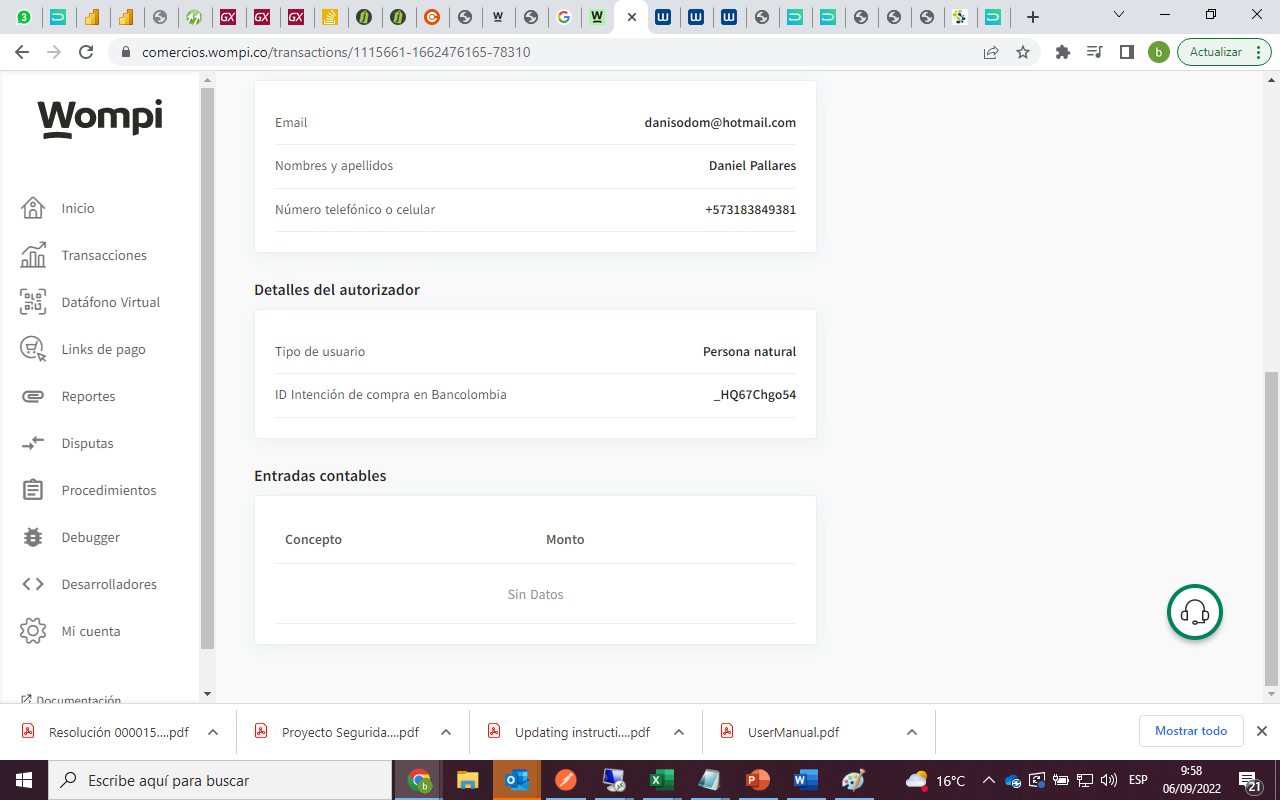 3
GX
GX
GX
W
W
W
W
W
comercios.wompi.co/transactions/1115661-1662476165-78310
b
Actualizar
Wompi
Inicio
Transacciones
Datáfono Virtual
Links de pago
Reportes
Disputas
Procedimientos
Debugger
Desarrolladores
Mi cuenta
Documentación
Email danisodom@hotmail.com
Nombres y apellidos Daniel Pallares
Número telefónico o celular +573183849381
Detalles del autorizador
Tipo de usuario Persona natural
ID Intención de compra en Bancolombia _HQ67Chgo54
Entradas contables
Concepto Monto
Sin Datos
Resolución 000015....pdf
Proyecto Segurida....pdf
Updating instructi....pdf
UserManual.pdf
Mostrar todo
Escribe aquí para buscar
16°C
ESP
9:58
06/09/2022
21